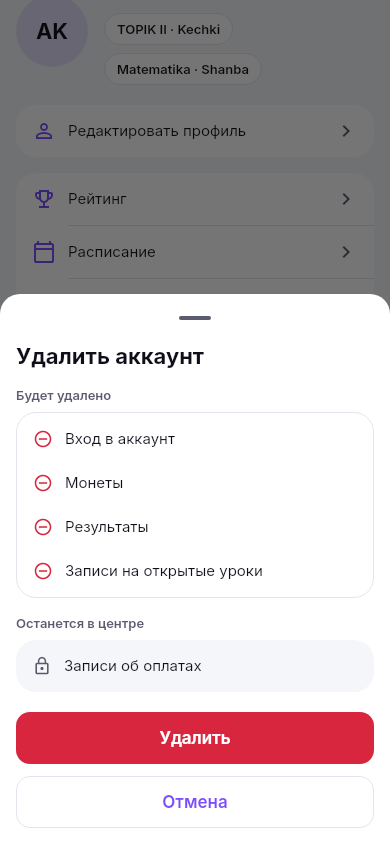 AK
TOPIK II · Kechki
Matematika · Shanba
Редактировать профиль
Рейтинг
Расписание
Удалить аккаунт
Будет удалено
Вход в аккаунт
Монеты
Результаты
Записи на открытые уроки
Останется в центре
Записи об оплатах
Удалить
Отмена